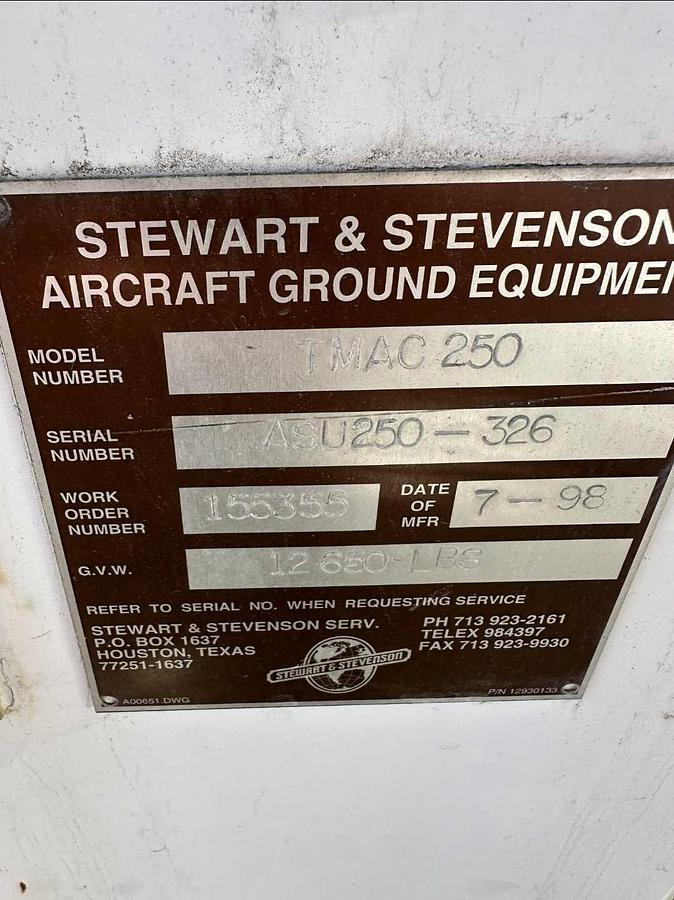 STEWART & STEVENSON
AIRCRAFT GROUND EQUIPMEN
MODEL NUMBER TMAC 250
SERIAL NUMBER ASU250-326
WORK ORDER NUMBER 155355 DATE OF MFR 7-98
G.V.W. 12 650-LBS
REFER TO SERIAL NO. WHEN REQUESTING SERVICE
STEWART & STEVENSON SERV. PH 713 923-2161
P.O. BOX 1637 TELEX 984397
HOUSTON, TEXAS FAX 713 923-9930
77251-1637
STEWART & STEVENSON
A00651.DWG P/N 12930133